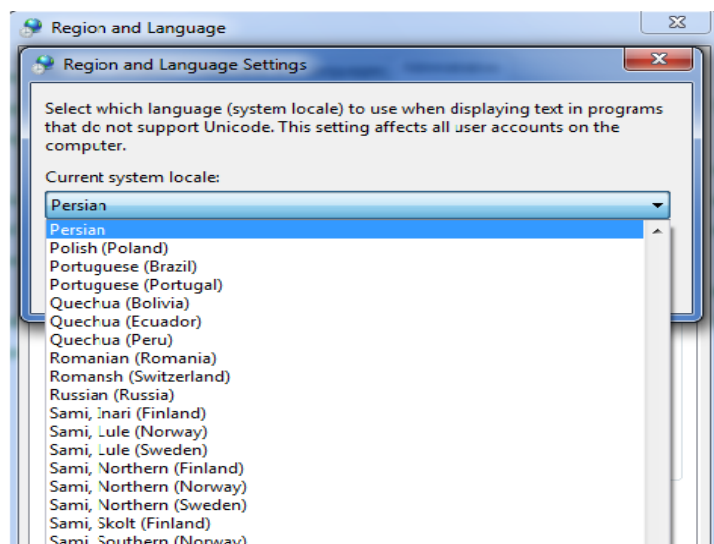 Region and Language
Region and Language Settings
Select which language (system locale) to use when displaying text in programs
that do not support Unicode. This setting affects all user accounts on the
computer.
Current system locale:
Persian
Persian
Polish (Poland)
Portuguese (Brazil)
Portuguese (Portugal)
Quechua (Bolivia)
Quechua (Ecuador)
Quechua (Peru)
Romanian (Romania)
Romansh (Switzerland)
Russian (Russia)
Sami, Inari (Finland)
Sami, Lule (Norway)
Sami, Lule (Sweden)
Sami, Northern (Finland)
Sami, Northern (Norway)
Sami, Northern (Sweden)
Sami, Skolt (Finland)
Sami, Southern (Norway)